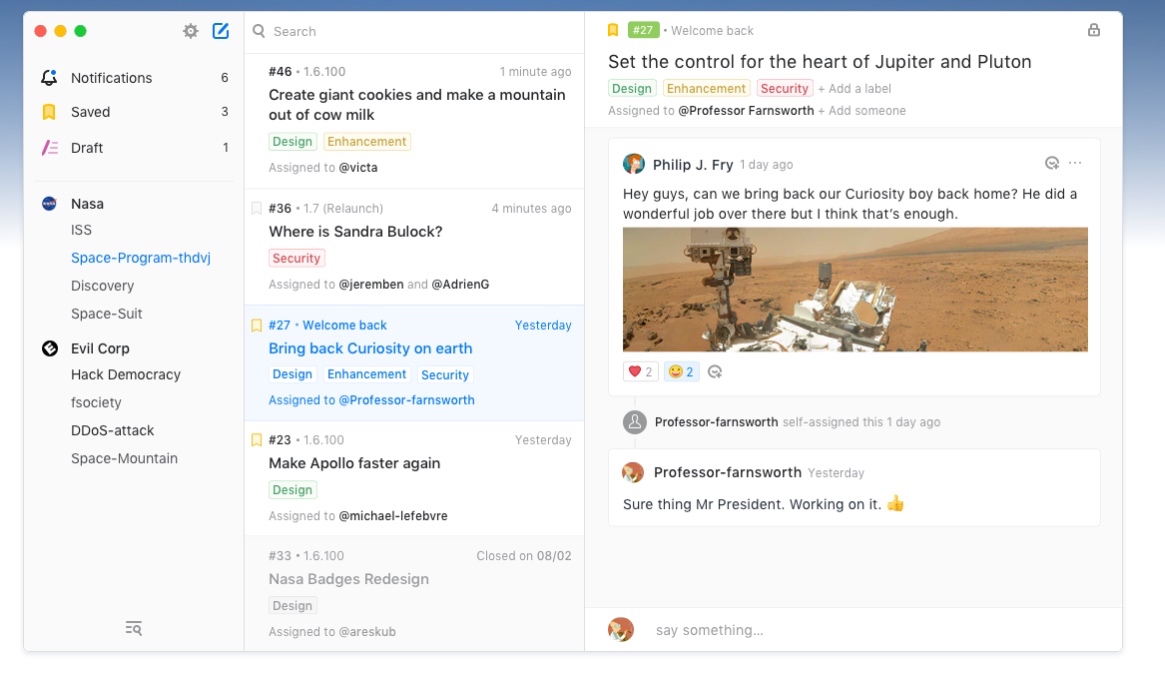 Notifications 6
Saved 3
Draft 1
Nasa
ISS
Space-Program-thdvj
Discovery
Space-Suit
Evil Corp
Hack Democracy
fsociety
DDoS-attack
Space-Mountain
Search
#46 • 1.6.100 1 minute ago
Create giant cookies and make a mountain
out of cow milk
Design Enhancement
Assigned to @victa
#36 • 1.7 (Relaunch) 4 minutes ago
Where is Sandra Bulock?
Security
Assigned to @jeremben and @AdrienG
#27 • Welcome back Yesterday
Bring back Curiosity on earth
Design Enhancement Security
Assigned to @Professor-farnsworth
#23 • 1.6.100 Yesterday
Make Apollo faster again
Design
Assigned to @michael-lefebvre
#33 • 1.6.100 Closed on 08/02
Nasa Badges Redesign
Design
Assigned to @areskub
#27 • Welcome back
Set the control for the heart of Jupiter and Pluton
Design Enhancement Security + Add a label
Assigned to @Professor Farnsworth + Add someone
Philip J. Fry 1 day ago
Hey guys, can we bring back our Curiosity boy back home? He did a
wonderful job over there but I think that's enough.
2 2
Professor-farnsworth self-assigned this 1 day ago
Professor-farnsworth Yesterday
Sure thing Mr President. Working on it. 👍
say something...